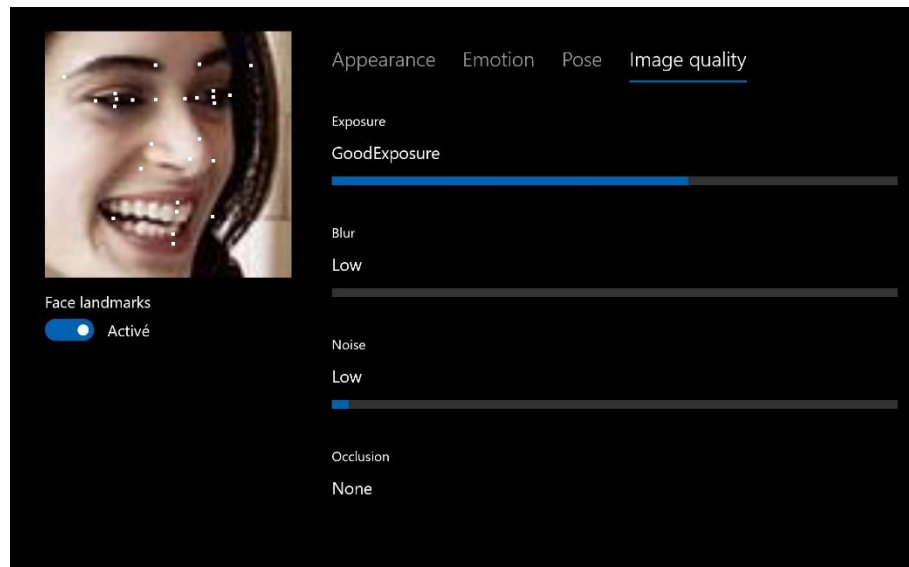 Appearance Emotion Pose Image quality
Exposure
GoodExposure
Blur
Low
Noise
Low
Occlusion
None
Face landmarks
Activé